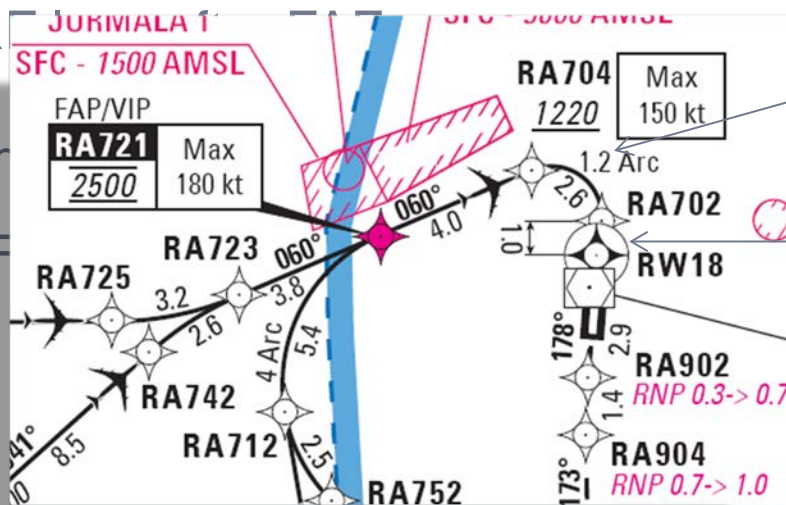 JURMALA 1
SFC - 1500 AMSL
SFC - 3000 AMSL
FAP/VIP
RA721
2500
Max
180 kt
RA704
1220
Max
150 kt
1.2 Arc
2.6
RA702
1.0
RW18
060°
4.0
060°
3.8
RA723
RA725
3.2
2.6
RA742
8.5
4 Arc
5.4
RA712
2.5
RA752
178°
2.9
RA902
RNP 0.3-> 0.7
1.4
RA904
RNP 0.7-> 1.0
173°